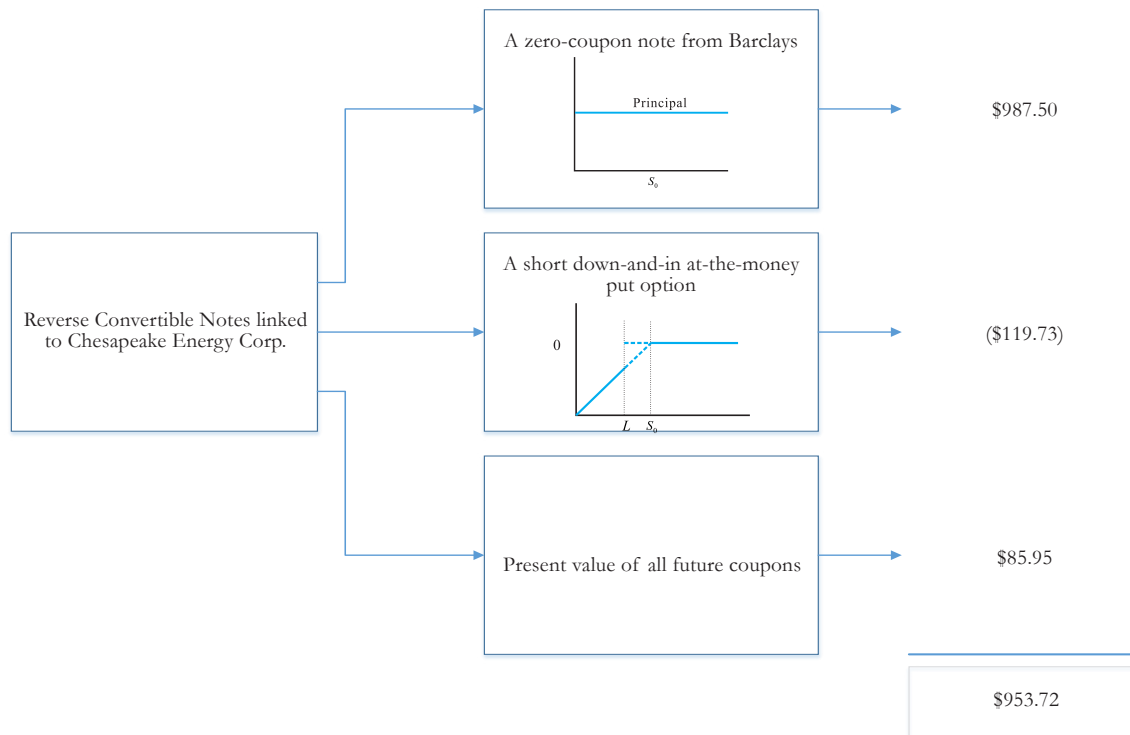 A zero-coupon note from Barclays
Principal
S₀
$987.50
Reverse Convertible Notes linked
to Chesapeake Energy Corp.
A short down-and-in at-the-money
put option
0
L S₀
($119.73)
Present value of all future coupons
$85.95
$953.72